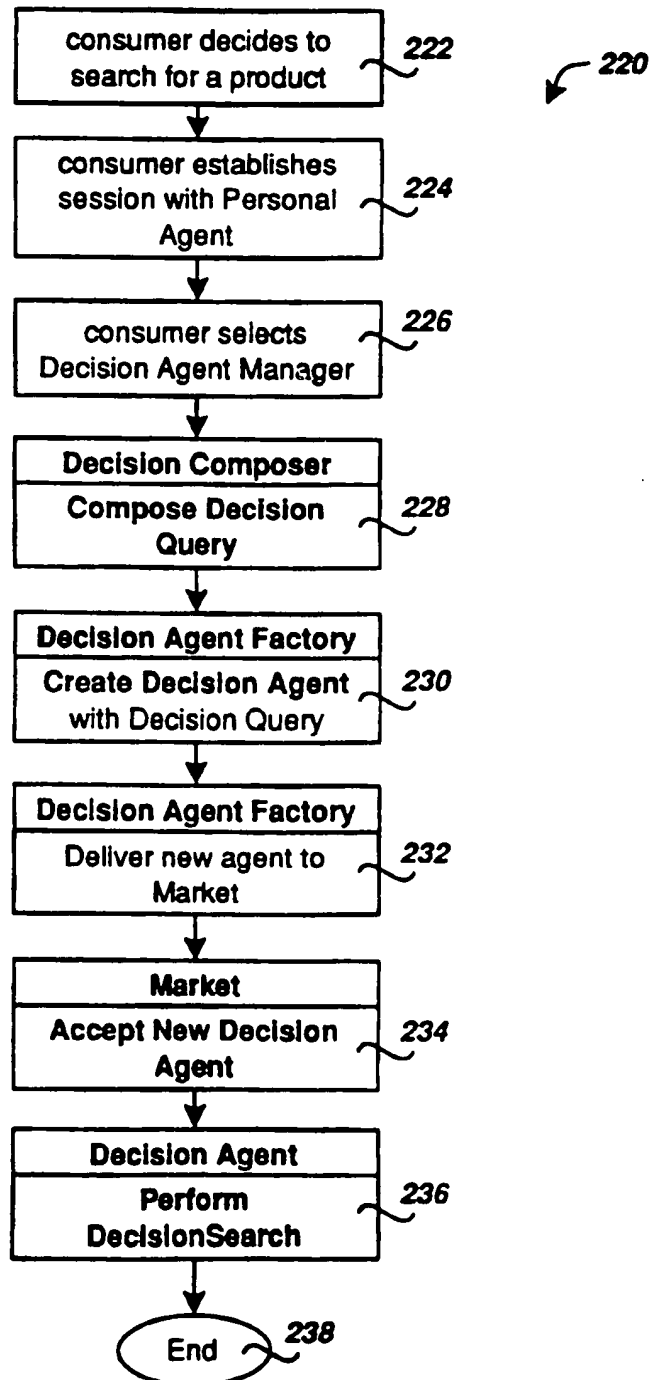 consumer decides to
search for a product
222
220
consumer establishes
session with Personal
Agent
224
consumer selects
Decision Agent Manager
226
Decision Composer
Compose Decision
Query
228
Decision Agent Factory
Create Decision Agent
with Decision Query
230
Decision Agent Factory
Deliver new agent to
Market
232
Market
Accept New Decision
Agent
234
Decision Agent
Perform
DecisionSearch
236
End
238